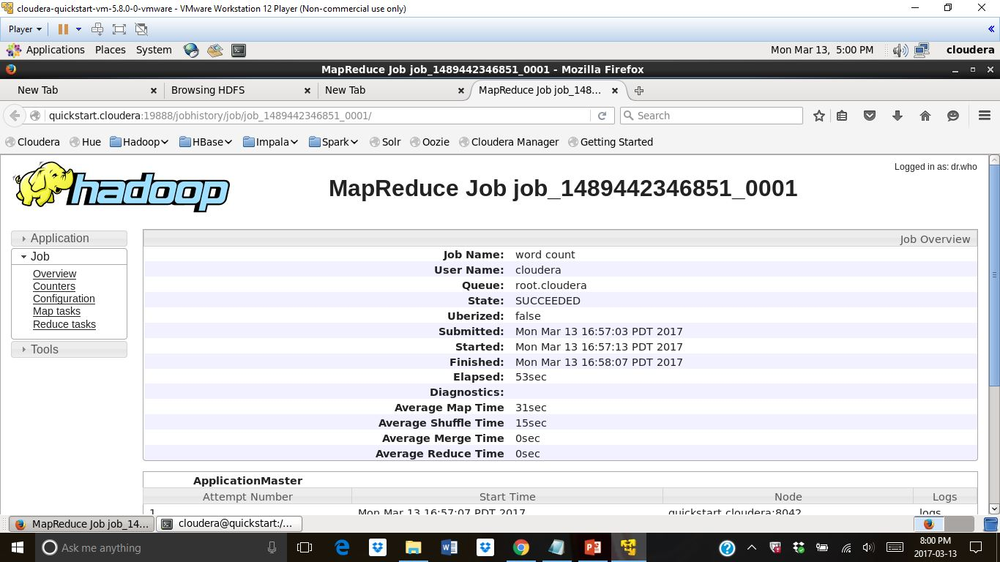 cloudera-quickstart-vm-5.8.0-0-vmware - VMware Workstation 12 Player (Non-commercial use only)
Player
Applications Places System Mon Mar 13, 5:00 PM cloudera
MapReduce Job job_1489442346851_0001 - Mozilla Firefox
New Tab Browsing HDFS New Tab MapReduce Job job_148...
quickstart.cloudera:19888/jobhistory/job/job_1489442346851_0001/ Search
Cloudera Hue Hadoop HBase Impala Spark Solr Oozie Cloudera Manager Getting Started
Logged in as: dr.who
hadoop
MapReduce Job job_1489442346851_0001
Application
Job
Overview
Counters
Configuration
Map tasks
Reduce tasks
Tools
Job Overview
Job Name: word count
User Name: cloudera
Queue: root.cloudera
State: SUCCEEDED
Uberized: false
Submitted: Mon Mar 13 16:57:03 PDT 2017
Started: Mon Mar 13 16:57:13 PDT 2017
Finished: Mon Mar 13 16:58:07 PDT 2017
Elapsed: 53sec
Diagnostics:
Average Map Time 31sec
Average Shuffle Time 15sec
Average Merge Time 0sec
Average Reduce Time 0sec
ApplicationMaster
Attempt Number Start Time Node Logs
1 Mon Mar 13 16:57:07 PDT 2017 quickstart.cloudera:8042 logs
MapReduce Job job_14... cloudera@quickstart:/...
Ask me anything
8:00 PM
2017-03-13